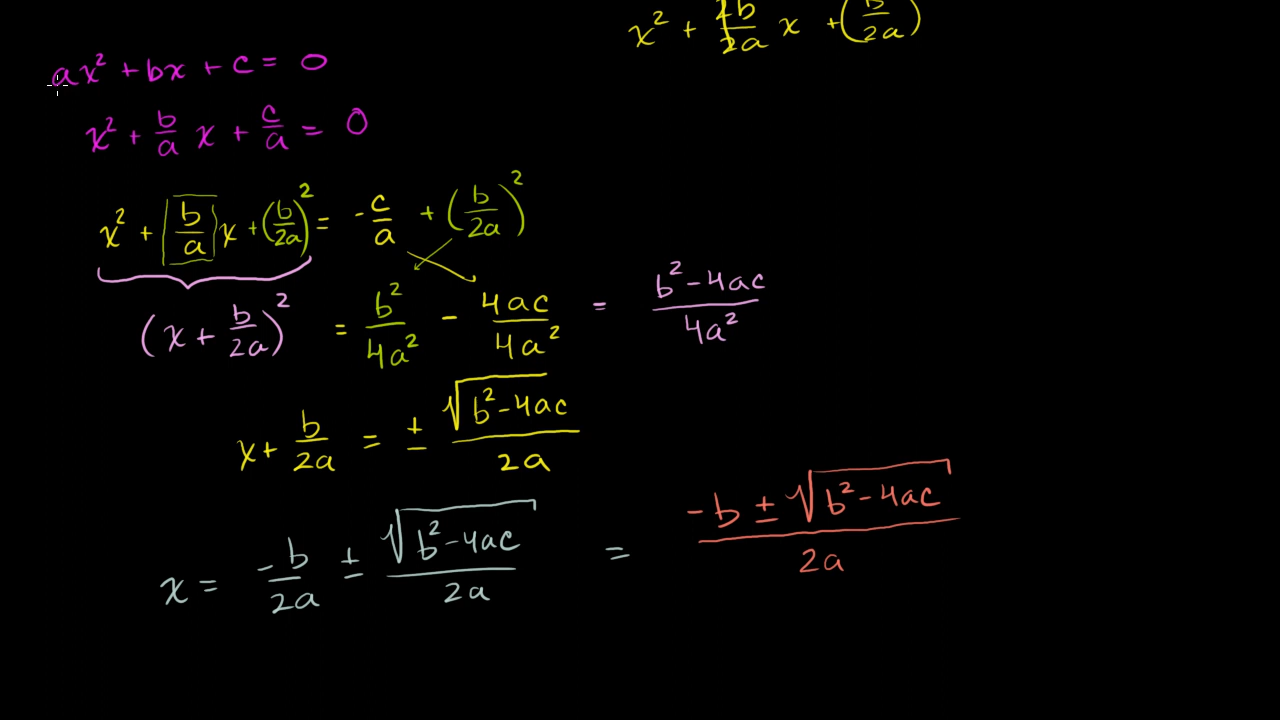 x² + 2b/2a x + (b/2a)
ax² + bx + c = 0
x² + b/a x + c/a = 0
x² + b/a x + (b/2a)² = -c/a + (b/2a)²
(x + b/2a)² = b²/4a² - 4ac/4a² = b²-4ac/4a²
x + b/2a = ± √b²-4ac/2a
x = -b/2a ± √b²-4ac/2a = -b ± √b²-4ac/2a